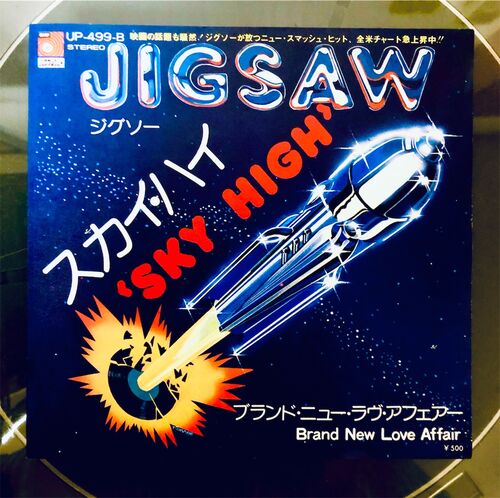 UP-499-B
STEREO
映画の話題も騒然！ジグソーが放つニュー・スマッシュ・ヒット、全米チャート急上昇中!!
JIGSAW
ジグソー
スカイ・ハイ
'SKY HIGH'
ブランド・ニュー・ラヴ・アフェアー
Brand New Love Affair
¥500